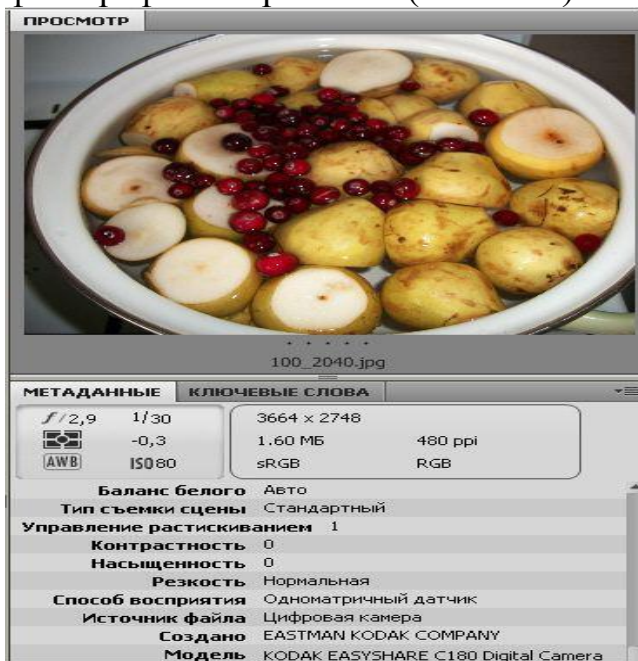 ПРОСМОТР
100_2040.jpg
МЕТАДАННЫЕ КЛЮЧЕВЫЕ СЛОВА
f/2,9 1/30 3664 x 2748
-0,3 1.60 МБ 480 ppi
AWB ISO80 sRGB RGB
Баланс белого Авто
Тип съемки сцены Стандартный
Управление растискиванием 1
Контрастность 0
Насыщенность 0
Резкость Нормальная
Способ восприятия Одноматричный датчик
Источник файла Цифровая камера
Создано EASTMAN KODAK COMPANY
Модель KODAK EASYSHARE C180 Digital Camera